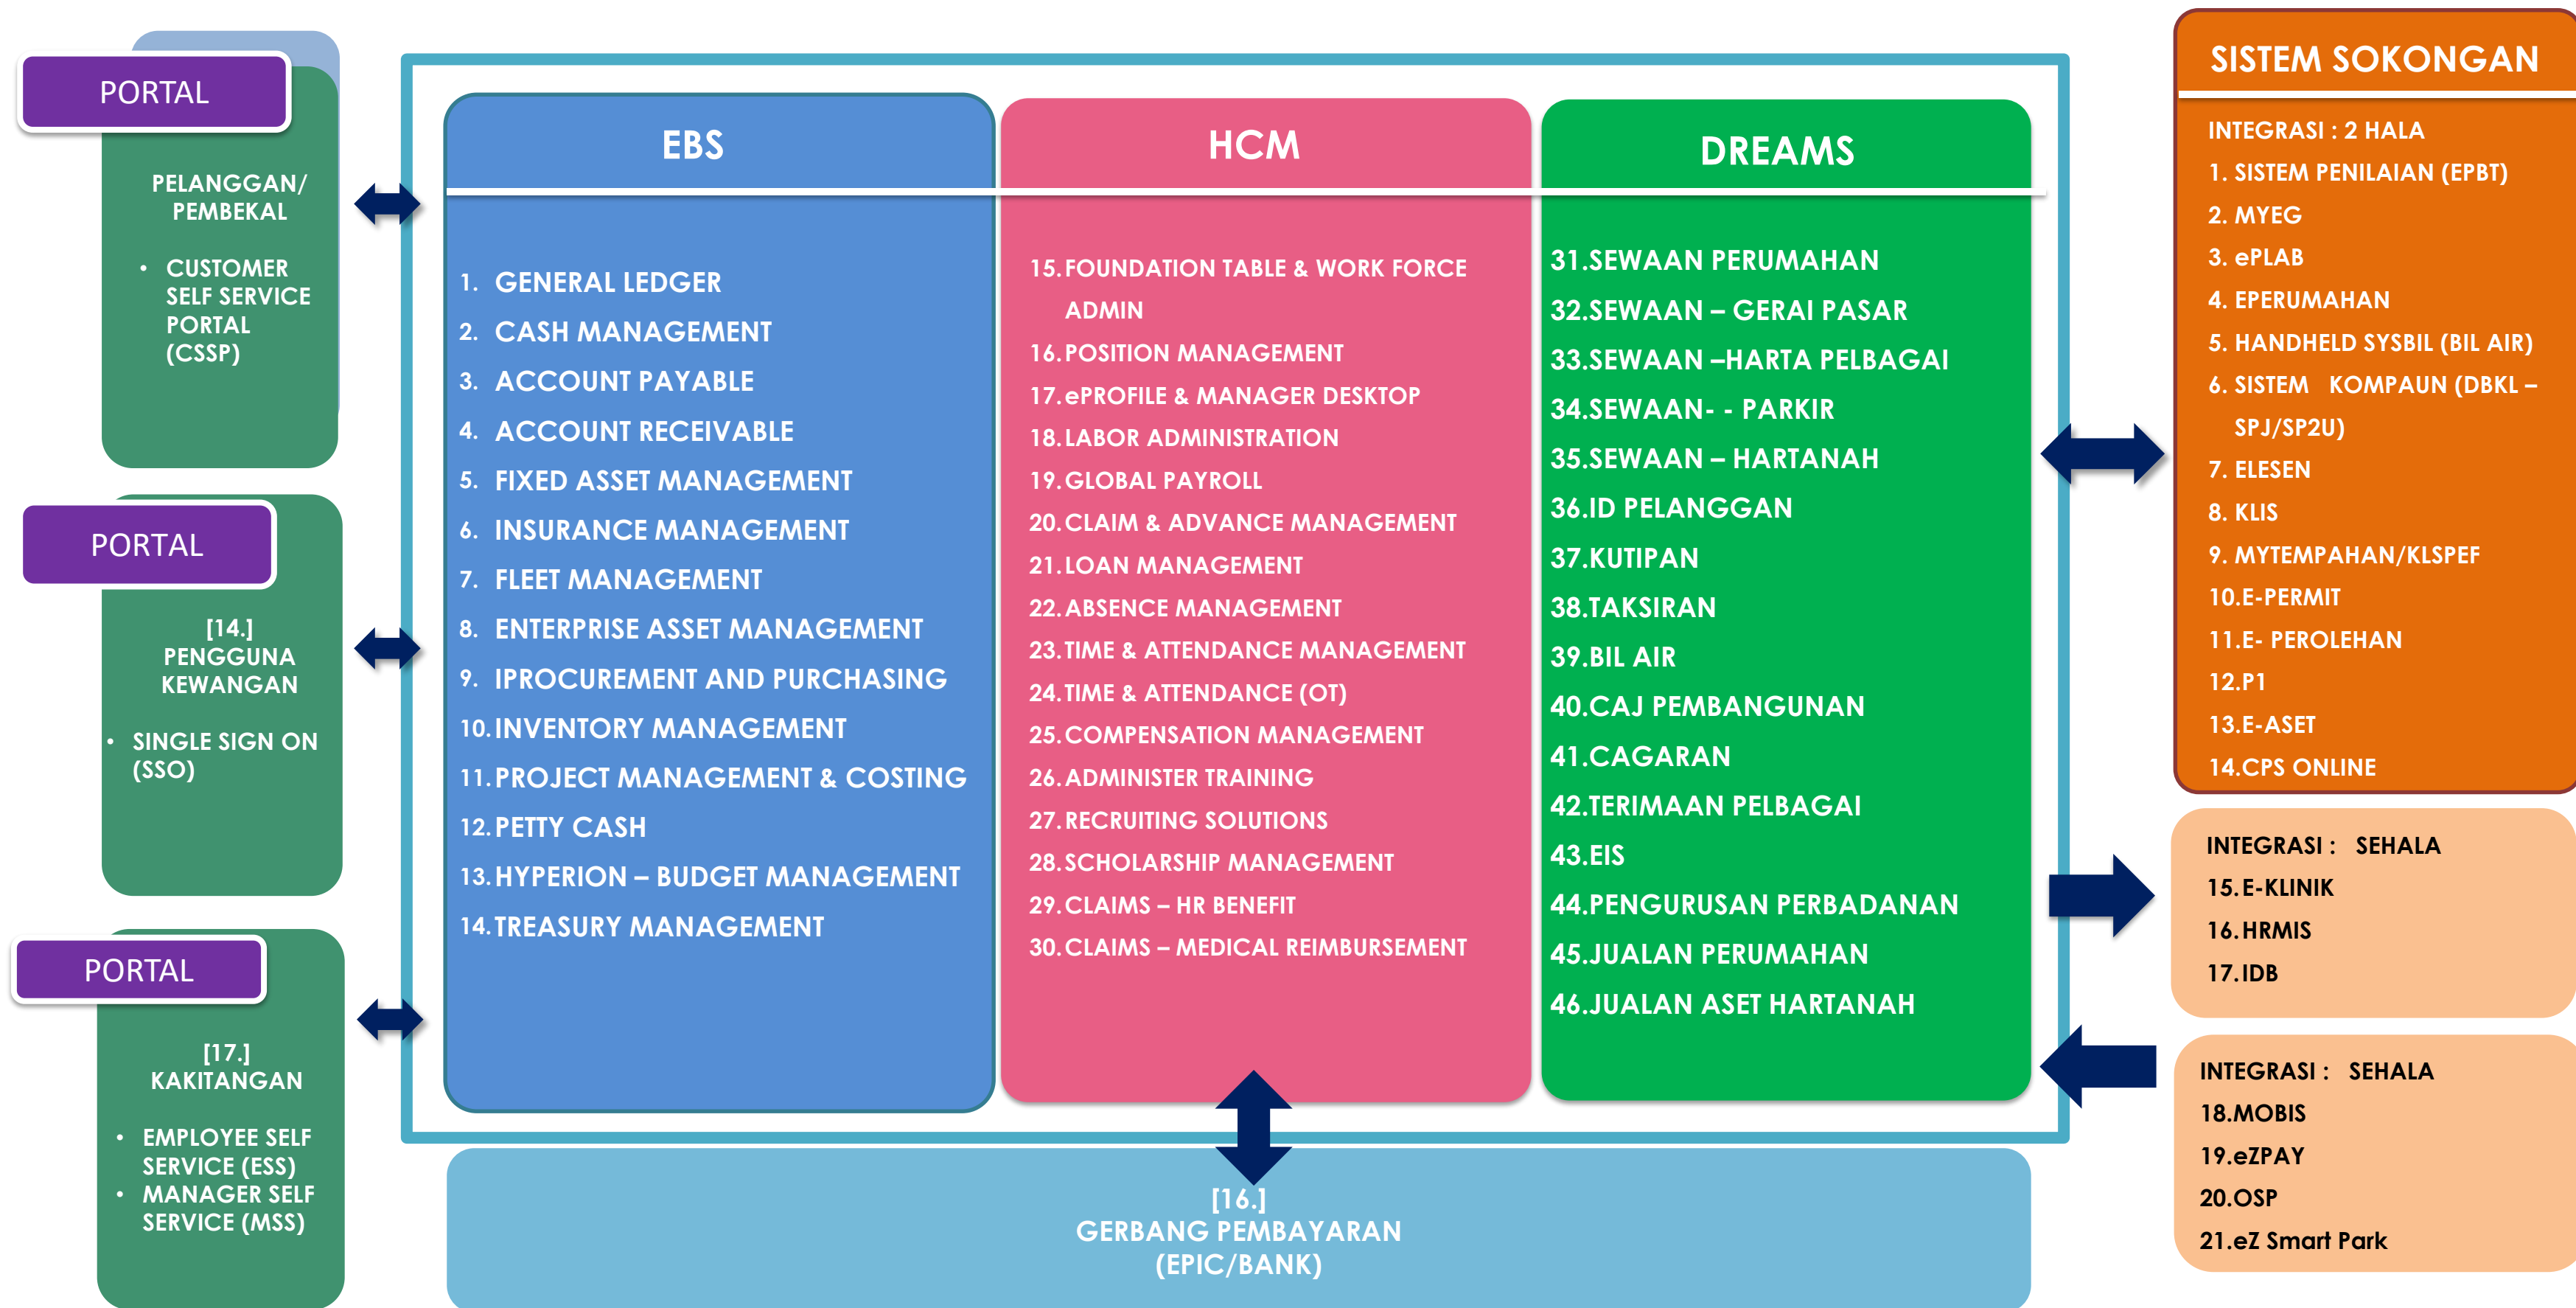 PORTAL
PELANGGAN/
PEMBEKAL
• CUSTOMER
SELF SERVICE
PORTAL
(CSSP)
PORTAL
[14.]
PENGGUNA
KEWANGAN
• SINGLE SIGN ON
(SSO)
PORTAL
[17.]
KAKITANGAN
• EMPLOYEE SELF
SERVICE (ESS)
• MANAGER SELF
SERVICE (MSS)
EBS
1. GENERAL LEDGER
2. CASH MANAGEMENT
3. ACCOUNT PAYABLE
4. ACCOUNT RECEIVABLE
5. FIXED ASSET MANAGEMENT
6. INSURANCE MANAGEMENT
7. FLEET MANAGEMENT
8. ENTERPRISE ASSET MANAGEMENT
9. IPROCUREMENT AND PURCHASING
10. INVENTORY MANAGEMENT
11. PROJECT MANAGEMENT & COSTING
12. PETTY CASH
13. HYPERION – BUDGET MANAGEMENT
14. TREASURY MANAGEMENT
HCM
15. FOUNDATION TABLE & WORK FORCE
ADMIN
16. POSITION MANAGEMENT
17. ePROFILE & MANAGER DESKTOP
18. LABOR ADMINISTRATION
19. GLOBAL PAYROLL
20. CLAIM & ADVANCE MANAGEMENT
21. LOAN MANAGEMENT
22. ABSENCE MANAGEMENT
23. TIME & ATTENDANCE MANAGEMENT
24. TIME & ATTENDANCE (OT)
25. COMPENSATION MANAGEMENT
26. ADMINISTER TRAINING
27. RECRUITING SOLUTIONS
28. SCHOLARSHIP MANAGEMENT
29. CLAIMS – HR BENEFIT
30. CLAIMS – MEDICAL REIMBURSEMENT
DREAMS
31.SEWAAN PERUMAHAN
32.SEWAAN – GERAI PASAR
33.SEWAAN –HARTA PELBAGAI
34.SEWAAN- - PARKIR
35.SEWAAN – HARTANAH
36.ID PELANGGAN
37.KUTIPAN
38.TAKSIRAN
39.BIL AIR
40.CAJ PEMBANGUNAN
41.CAGARAN
42.TERIMAAN PELBAGAI
43.EIS
44.PENGURUSAN PERBADANAN
45.JUALAN PERUMAHAN
46.JUALAN ASET HARTANAH
[16.]
GERBANG PEMBAYARAN
(EPIC/BANK)
SISTEM SOKONGAN
INTEGRASI : 2 HALA
1. SISTEM PENILAIAN (EPBT)
2. MYEG
3. ePLAB
4. EPERUMAHAN
5. HANDHELD SYSBIL (BIL AIR)
6. SISTEM KOMPAUN (DBKL –
SPJ/SP2U)
7. ELESEN
8. KLIS
9. MYTEMPAHAN/KLSPEF
10.E-PERMIT
11.E- PEROLEHAN
12.P1
13.E-ASET
14.CPS ONLINE
INTEGRASI : SEHALA
15.E-KLINIK
16.HRMIS
17.IDB
INTEGRASI : SEHALA
18.MOBIS
19.eZPAY
20.OSP
21.eZ Smart Park